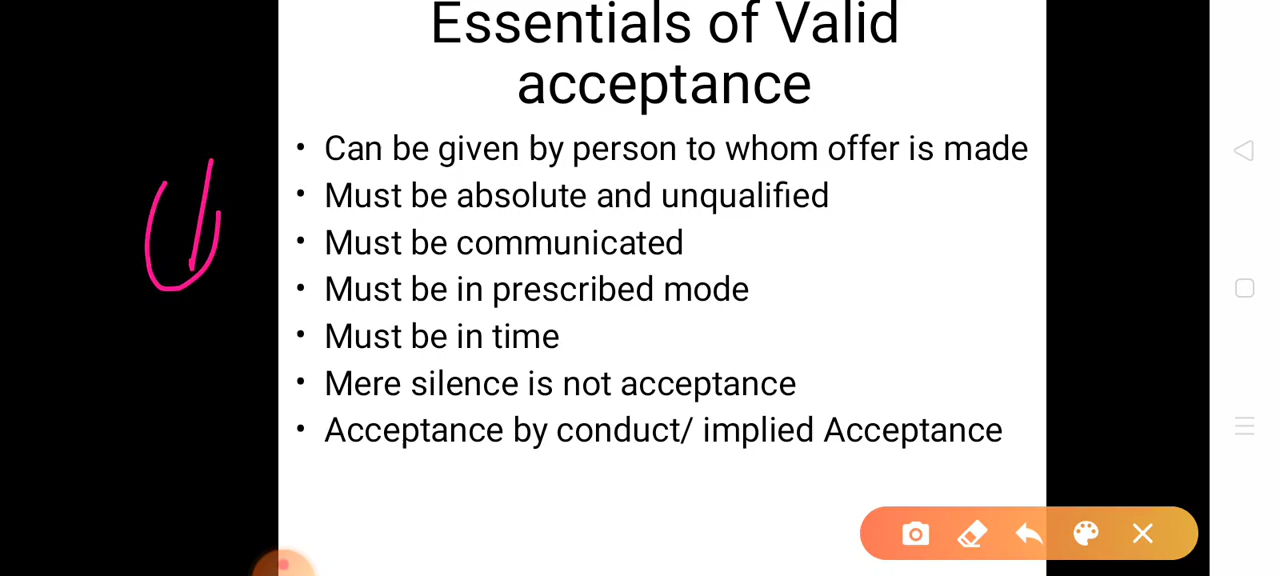 Essentials of Valid
acceptance
• Can be given by person to whom offer is made
• Must be absolute and unqualified
• Must be communicated
• Must be in prescribed mode
• Must be in time
• Mere silence is not acceptance
• Acceptance by conduct/ implied Acceptance